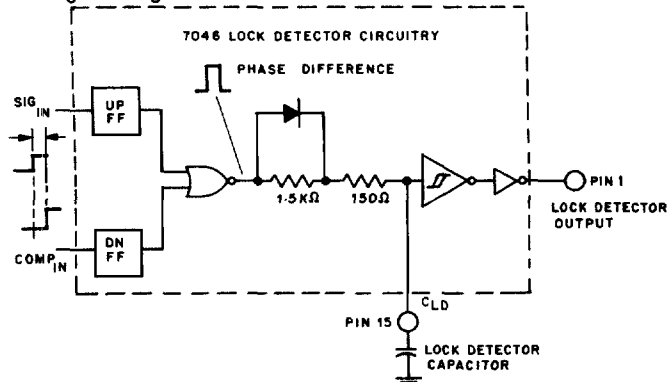 7046 LOCK DETECTOR CIRCUITRY
PHASE DIFFERENCE
SIG IN
UP
FF
1.5KΩ
150Ω
PIN 1
LOCK DETECTOR
OUTPUT
DN
FF
COMP IN
CLD
PIN 15
LOCK DETECTOR
CAPACITOR